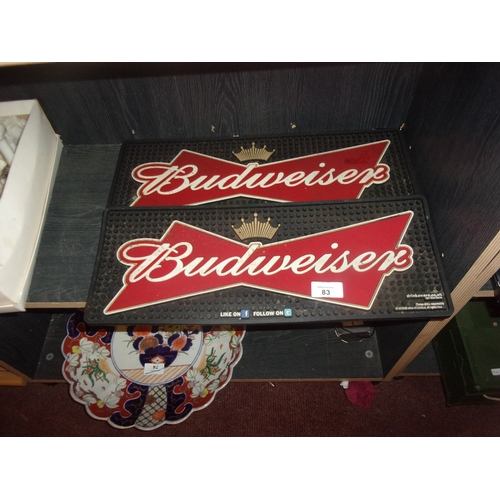 Budweiser
Budweiser
83
LIKE ON f FOLLOW ON t